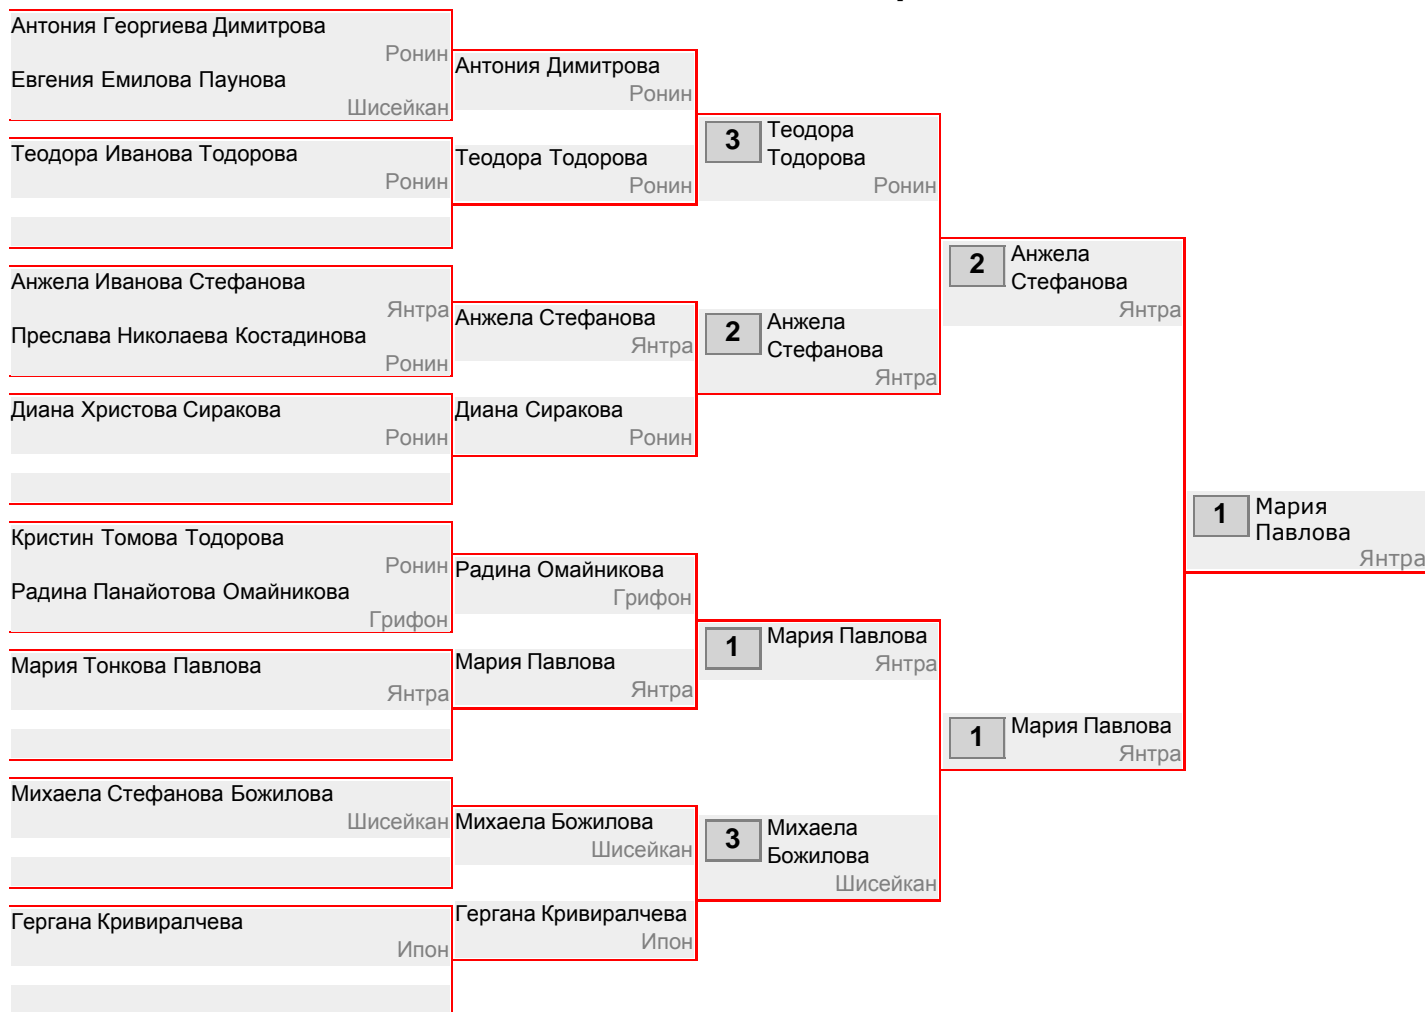 Антония Георгиева Димитрова
Ронин
Евгения Емилова Паунова
Шисейкан
Теодора Иванова Тодорова
Ронин
Анжела Иванова Стефанова
Янтра
Преслава Николаева Костадинова
Ронин
Диана Христова Сиракова
Ронин
Кристин Томова Тодорова
Ронин
Радина Панайотова Омайникова
Грифон
Мария Тонкова Павлова
Янтра
Михаела Стефанова Божилова
Шисейкан
Гергана Кривиралчева
Ипон
Антония Димитрова
Ронин
Теодора Тодорова
Ронин
Анжела Стефанова
Янтра
Диана Сиракова
Ронин
Радина Омайникова
Грифон
Мария Павлова
Янтра
Михаела Божилова
Шисейкан
Гергана Кривиралчева
Ипон
3 Теодора
Тодорова
Ронин
2 Анжела
Стефанова
Янтра
1 Мария Павлова
Янтра
3 Михаела
Божилова
Шисейкан
2 Анжела
Стефанова
Янтра
1 Мария Павлова
Янтра
1 Мария
Павлова
Янтра